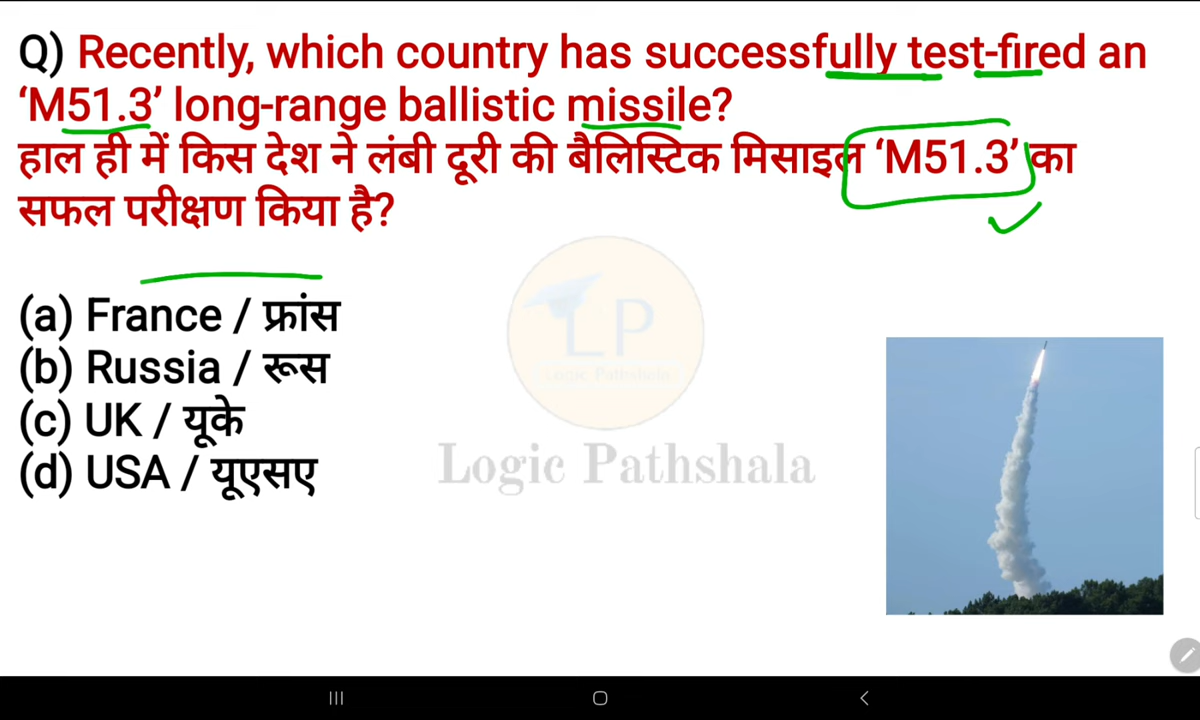 Q) Recently, which country has successfully test-fired an
‘M51.3’ long-range ballistic missile?
हाल ही में किस देश ने लंबी दूरी की बैलिस्टिक मिसाइल ‘M51.3’ का
सफल परीक्षण किया है?
(a) France / फ्रांस
(b) Russia / रूस
(c) UK / यूके
(d) USA / यूएसए
LP
Logic Pathshala
Logic Pathshala